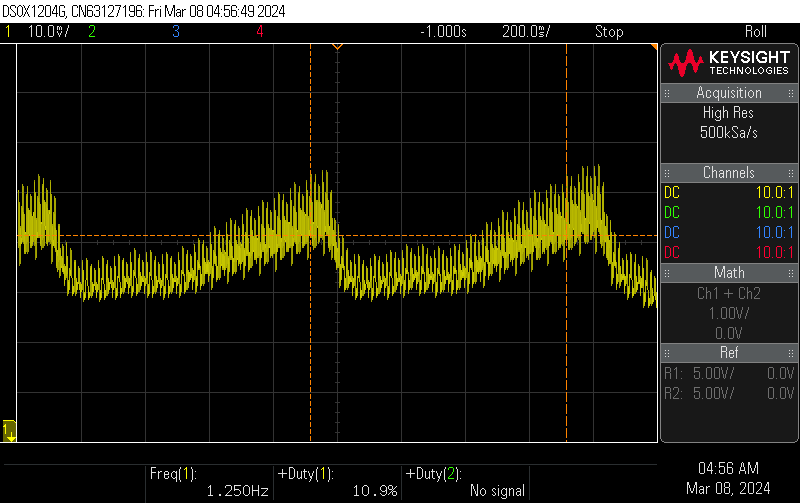 DSOX1204G, CN63127196: Fri Mar 08 04:56:49 2024
1 10.0V/ 2 3 4 -1.000s 200.0ms/ Stop Roll
KEYSIGHT
TECHNOLOGIES
Acquisition
High Res
500kSa/s
Channels
DC 10.0:1
DC 10.0:1
DC 10.0:1
DC 10.0:1
Math
Ch1 + Ch2
1.00V/
0.0V
Ref
R1: 5.00V/ 0.0V
R2: 5.00V/ 0.0V
1
Freq(1): +Duty(1): +Duty(2):
1.250Hz 10.9% No signal
04:56 AM
Mar 08, 2024